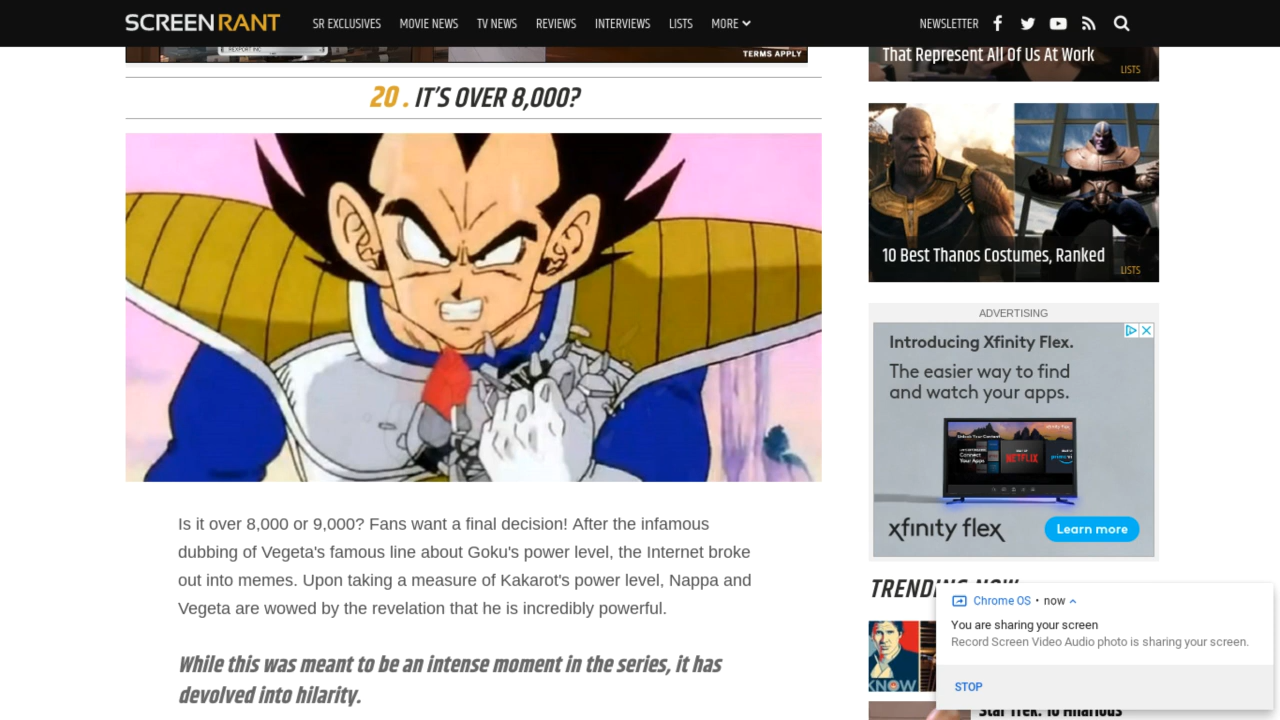 SCREENRANT SR EXCLUSIVES MOVIE NEWS TV NEWS REVIEWS INTERVIEWS LISTS MORE NEWSLETTER
TERMS APPLY
20 . IT'S OVER 8,000?
Is it over 8,000 or 9,000? Fans want a final decision! After the infamous
dubbing of Vegeta's famous line about Goku's power level, the Internet broke
out into memes. Upon taking a measure of Kakarot's power level, Nappa and
Vegeta are wowed by the revelation that he is incredibly powerful.
While this was meant to be an intense moment in the series, it has
devolved into hilarity.
That Represent All Of Us At Work
LISTS
10 Best Thanos Costumes, Ranked
LISTS
ADVERTISING
Introducing Xfinity Flex.
The easier way to find
and watch your apps.
NETFLIX
xfinity flex
Learn more
TRENDING NOW
KNOW
Star Trek: 10 Hilarious
Chrome OS • now
You are sharing your screen
Record Screen Video Audio photo is sharing your screen.
STOP